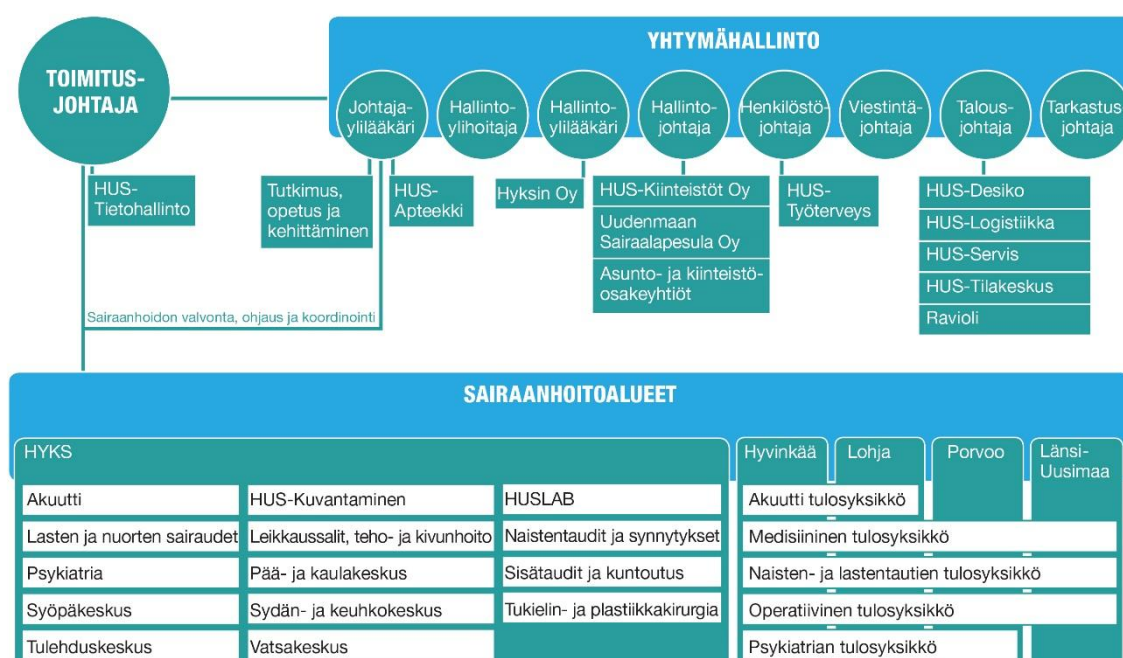 YHTYMÄHALLINTO
TOIMITUS-
JOHTAJA
Johtaja-
ylilääkäri
Hallinto-
ylihoitaja
Hallinto-
ylilääkäri
Hallinto-
johtaja
Henkilöstö-
johtaja
Viestintä-
johtaja
Talous-
johtaja
Tarkastus-
johtaja
HUS-
Tietohallinto
Tutkimus,
opetus ja
kehittäminen
HUS-
Apteekki
Hyksin Oy
HUS-Kiinteistöt Oy
Uudenmaan
Sairaalapesula Oy
Asunto- ja kiinteistö-
osakeyhtiöt
HUS-
Työterveys
HUS-Desiko
HUS-Logistiikka
HUS-Servis
HUS-Tilakeskus
Ravioli
Sairaanhoidon valvonta, ohjaus ja koordinointi
SAIRAANHOITOALUEET
HYKS
Akuutti
Lasten ja nuorten sairaudet
Psykiatria
Syöpäkeskus
Tulehduskeskus
HUS-Kuvantaminen
Leikkaussalit, teho- ja kivunhoito
Pää- ja kaulakeskus
Sydän- ja keuhkokeskus
Vatsakeskus
HUSLAB
Naistentaudit ja synnytykset
Sisätaudit ja kuntoutus
Tukielin- ja plastiikkakirurgia
Hyvinkää
Lohja
Porvoo
Länsi-
Uusimaa
Akuutti tulosyksikkö
Medisiininen tulosyksikkö
Naisten- ja lastentautien tulosyksikkö
Operatiivinen tulosyksikkö
Psykiatrian tulosyksikkö